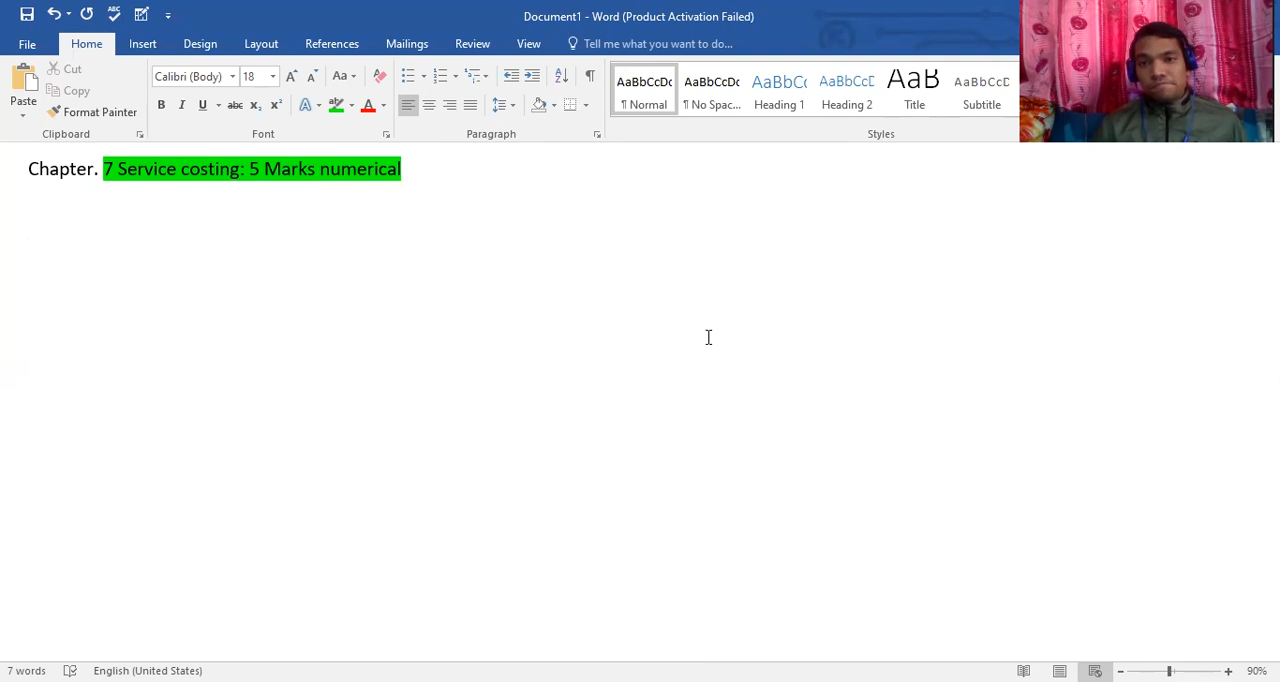 Document1 - Word (Product Activation Failed)
File Home Insert Design Layout References Mailings Review View Tell me what you want to do...
Paste
Cut
Copy
Format Painter
Clipboard
Calibri (Body) 18
Font
Paragraph
AaBbCcDc AaBbCcDc AaBbCc AaBbCcD AaB AaBbCcD
¶ Normal ¶ No Spac... Heading 1 Heading 2 Title Subtitle
Styles
Chapter. 7 Service costing: 5 Marks numerical
7 words English (United States) 90%